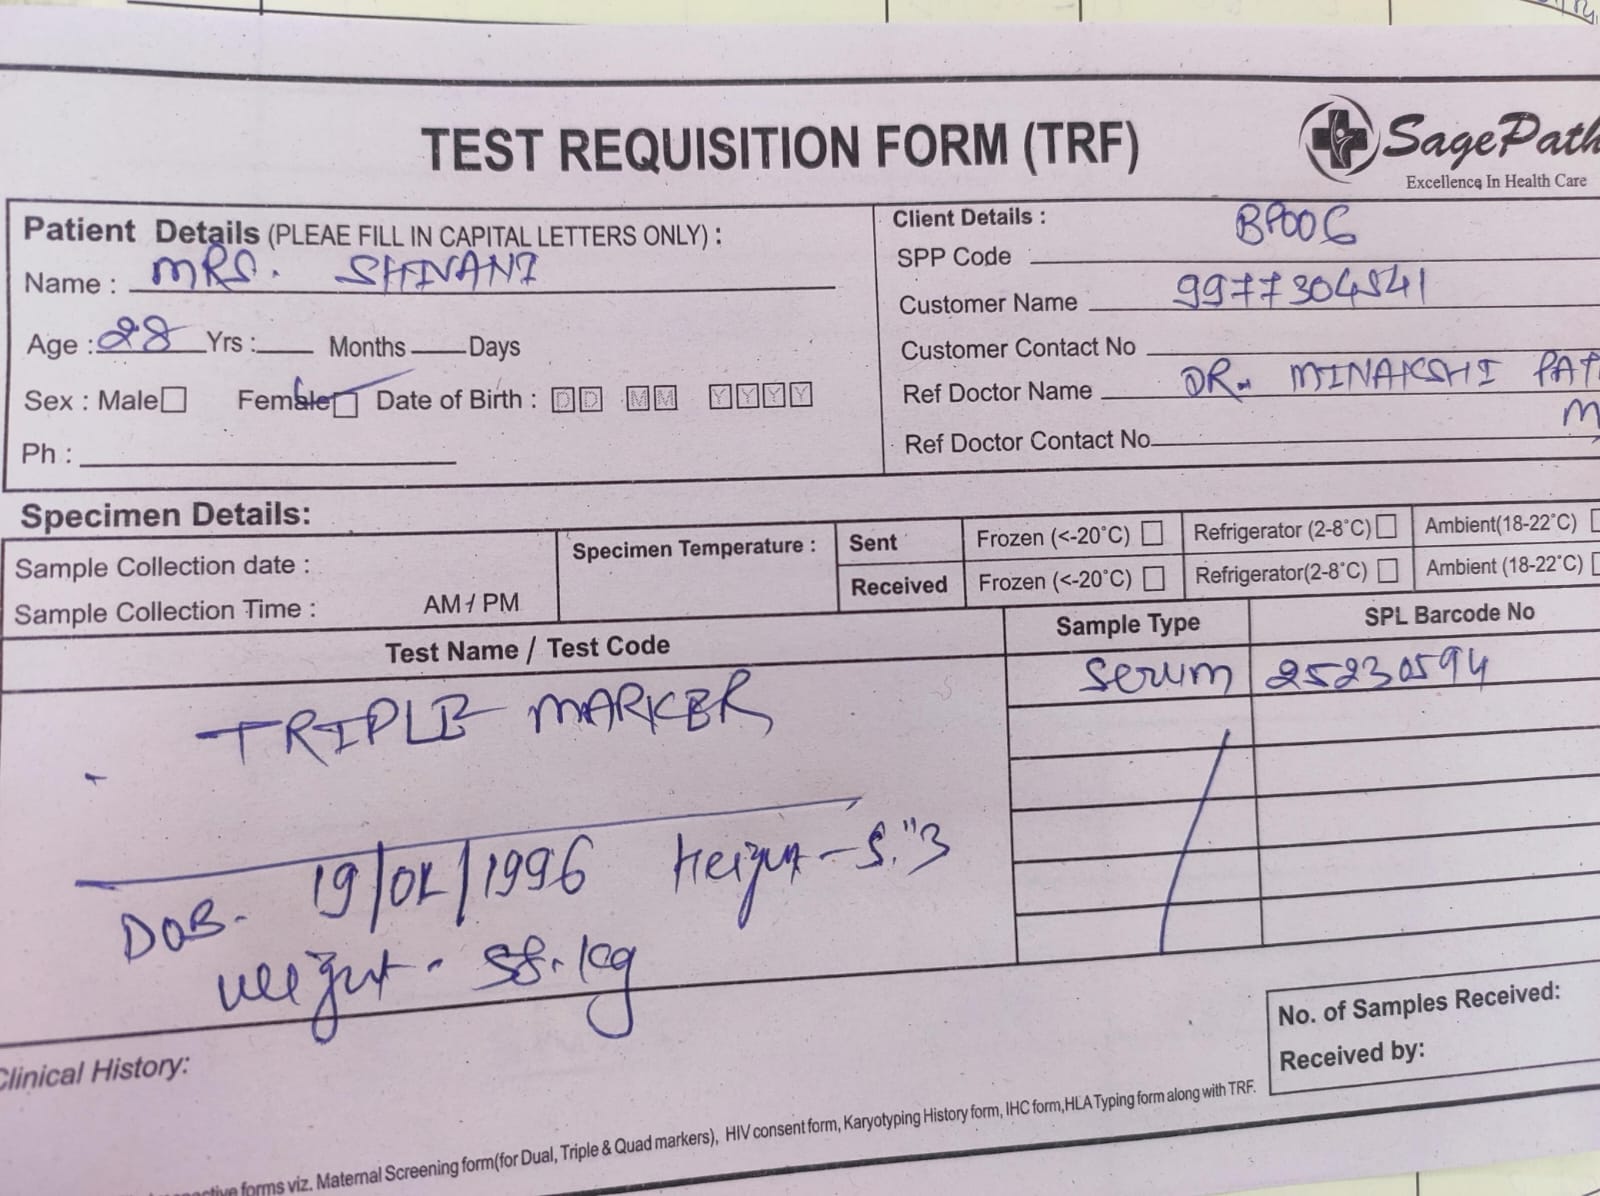 TEST REQUISITION FORM (TRF)
SagePath
Excellence In Health Care
Patient Details (PLEAE FILL IN CAPITAL LETTERS ONLY) :
Name : MRS. SHIVANI
Age : 28 Yrs : Months Days
Sex : Male Female Date of Birth : DD MM YYYY
Ph :
Client Details :
SPP Code BP006
Customer Name 9977304541
Customer Contact No
Ref Doctor Name DR. MINAKSHI PAT
M
Ref Doctor Contact No.
Specimen Details:
Sample Collection date :
Sample Collection Time : AM / PM
Specimen Temperature :
Sent Frozen (<-20°C) Refrigerator (2-8°C) Ambient(18-22°C)
Received Frozen (<-20°C) Refrigerator(2-8°C) Ambient (18-22°C)
Test Name / Test Code Sample Type SPL Barcode No
TRIPLE MARKER Serum 25230594
DOB. 19/01/1996 Height - 5."3
Weight - 58.kg
Clinical History:
No. of Samples Received:
Received by:
forms viz. Maternal Screening form(for Dual, Triple & Quad markers), HIV consent form, Karyotyping History form, IHC form,HLA Typing form along with TRF.